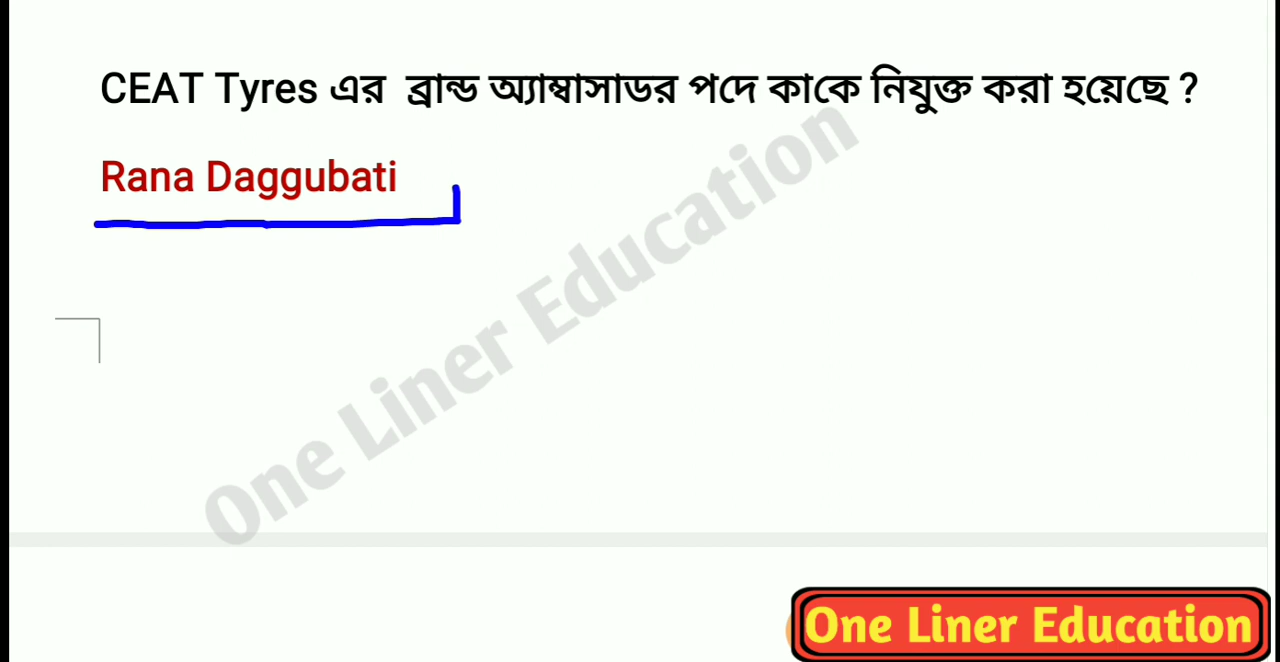 CEAT Tyres এর ব্রান্ড অ্যাম্বাসাডর পদে কাকে নিযুক্ত করা হয়েছে ?
Rana Daggubati
One Liner Education
One Liner Education